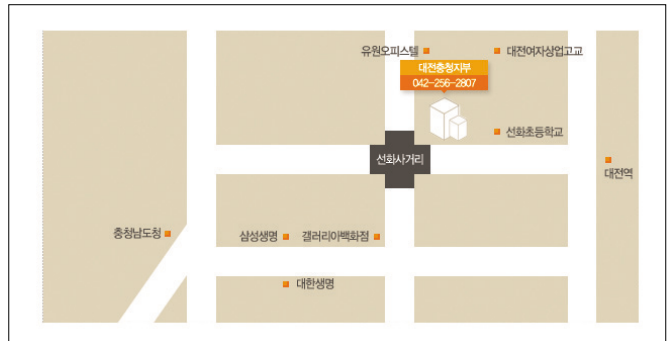 유원오피스텔
대전여자상업고교
대전충청지부
042-256-2807
선화초등학교
선화사거리
대전역
충청남도청
삼성생명
갤러리아백화점
대한생명